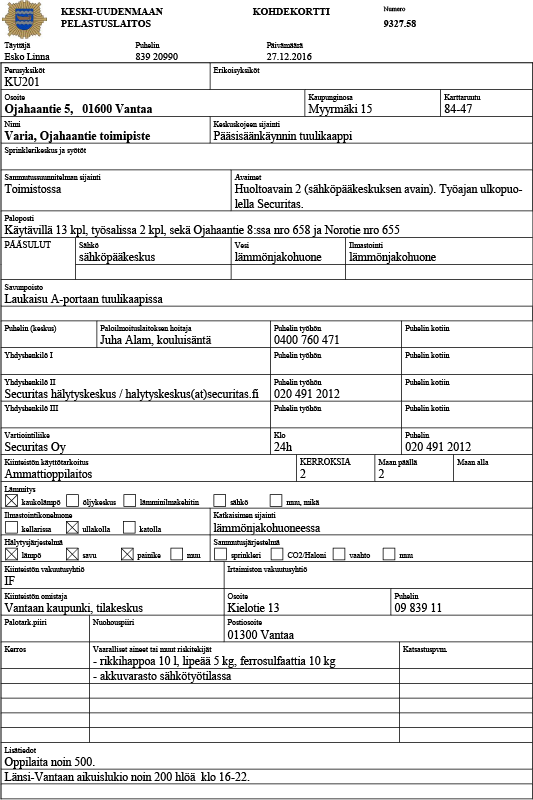 KESKI-UUDENMAAN KOHDEKORTTI Numero
PELASTUSLAITOS 9327.58
Täyttäjä Puhelin Päivämäärä
Esko Linna 839 20990 27.12.2016
Perusyksiköt Erikoisyksiköt
KU201
Osoite Kaupunginosa Karttaruutu
Ojahaantie 5, 01600 Vantaa Myyrmäki 15 84-47
Nimi Keskuskojeen sijainti
Varia, Ojahaantie toimipiste Pääsisäänkäynnin tuulikaappi
Sprinklerikeskus ja syötöt
Sammutussuunnitelman sijainti Avaimet
Toimistossa Huoltoavain 2 (sähköpääkeskuksen avain). Työajan ulkopuo-
lella Securitas.
Paloposti
Käytävillä 13 kpl, työsalissa 2 kpl, sekä Ojahaantie 8:ssa nro 658 ja Norotie nro 655
PÄÄSULUT Sähkö Vesi Ilmastointi
sähköpääkeskus lämmönjakohuone lämmönjakohuone
Savunpoisto
Laukaisu A-portaan tuulikaapissa
Puhelin (keskus) Paloilmoituslaitoksen hoitaja Puhelin työhön Puhelin kotiin
Juha Alam, kouluisäntä 0400 760 471
Yhdyshenkilö I Puhelin työhön Puhelin kotiin
Yhdyshenkilö II Puhelin työhön Puhelin kotiin
Securitas hälytyskeskus / halytyskeskus(at)securitas.fi 020 491 2012
Yhdyshenkilö III Puhelin työhön Puhelin kotiin
Vartiointiliike Klo Puhelin
Securitas Oy 24h 020 491 2012
Kiinteistön käyttötarkoitus KERROKSIA Maan päällä Maan alla
Ammattioppilaitos 2 2
Lämmitys
kaukolämpö öljykeskus lämminilmakehitin sähkö muu, mikä
Ilmastointikonehuone Katkaisimen sijainti
kellarissa ullakolla katolla lämmönjakohuoneessa
Hälytysjärjestelmä Sammutusjärjestelmä
lämpö savu painike muu sprinkleri CO2/Haloni vaahto muu
Kiinteistön vakuutusyhtiö Irtaimiston vakuutusyhtiö
IF
Kiinteistön omistaja Osoite Puhelin
Vantaan kaupunki, tilakeskus Kielotie 13 09 839 11
Palotark.piiri Nuohouspiiri Postiosoite
01300 Vantaa
Kerros Vaaralliset aineet tai muut riskitekijät Katsastuspvm.
- rikkihappoa 10 l, lipeää 5 kg, ferrosulfaattia 10 kg
- akkuvarasto sähkötyötilassa
Lisätiedot
Oppilaita noin 500.
Länsi-Vantaan aikuislukio noin 200 hlöä klo 16-22.